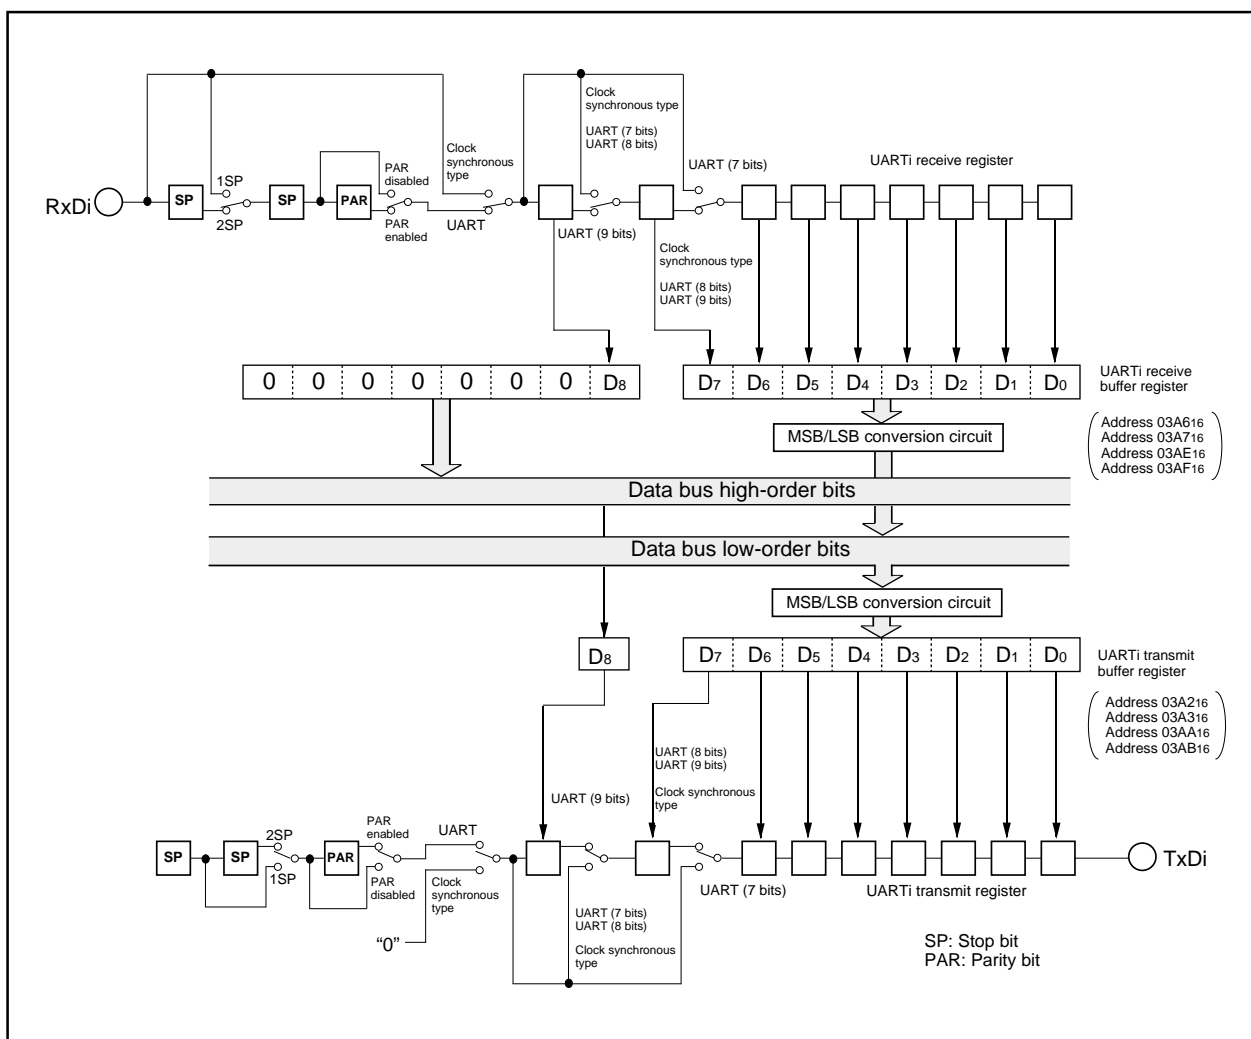 Clock
synchronous type
UART (7 bits)
UART (8 bits)
Clock
synchronous
type
UART (7 bits)
UARTi receive register
PAR
disabled
1SP
RxDi
SP
SP
PAR
2SP
PAR
enabled
UART
UART (9 bits)
Clock
synchronous type
UART (8 bits)
UART (9 bits)
0 0 0 0 0 0 0 D8
D7 D6 D5 D4 D3 D2 D1 D0
UARTi receive
buffer register
MSB/LSB conversion circuit
Address 03A616
Address 03A716
Address 03AE16
Address 03AF16
Data bus high-order bits
Data bus low-order bits
MSB/LSB conversion circuit
D8
D7 D6 D5 D4 D3 D2 D1 D0
UARTi transmit
buffer register
Address 03A216
Address 03A316
Address 03AA16
Address 03AB16
UART (8 bits)
UART (9 bits)
UART (9 bits)
Clock synchronous
type
PAR
enabled
2SP
UART
SP
SP
PAR
TxDi
1SP
PAR
disabled
Clock
synchronous
type
UART (7 bits)
UARTi transmit register
UART (7 bits)
UART (8 bits)
Clock synchronous
type
“0”
SP: Stop bit
PAR: Parity bit